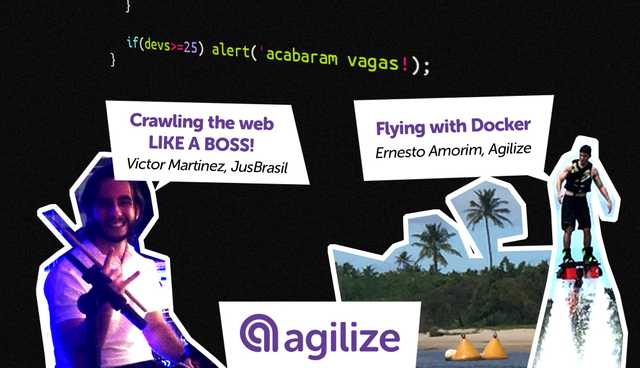 }
if(devs>=25) alert('acabaram vagas!);
}
Crawling the web
LIKE A BOSS!
Victor Martinez, JusBrasil
Flying with Docker
Ernesto Amorim, Agilize
agilize